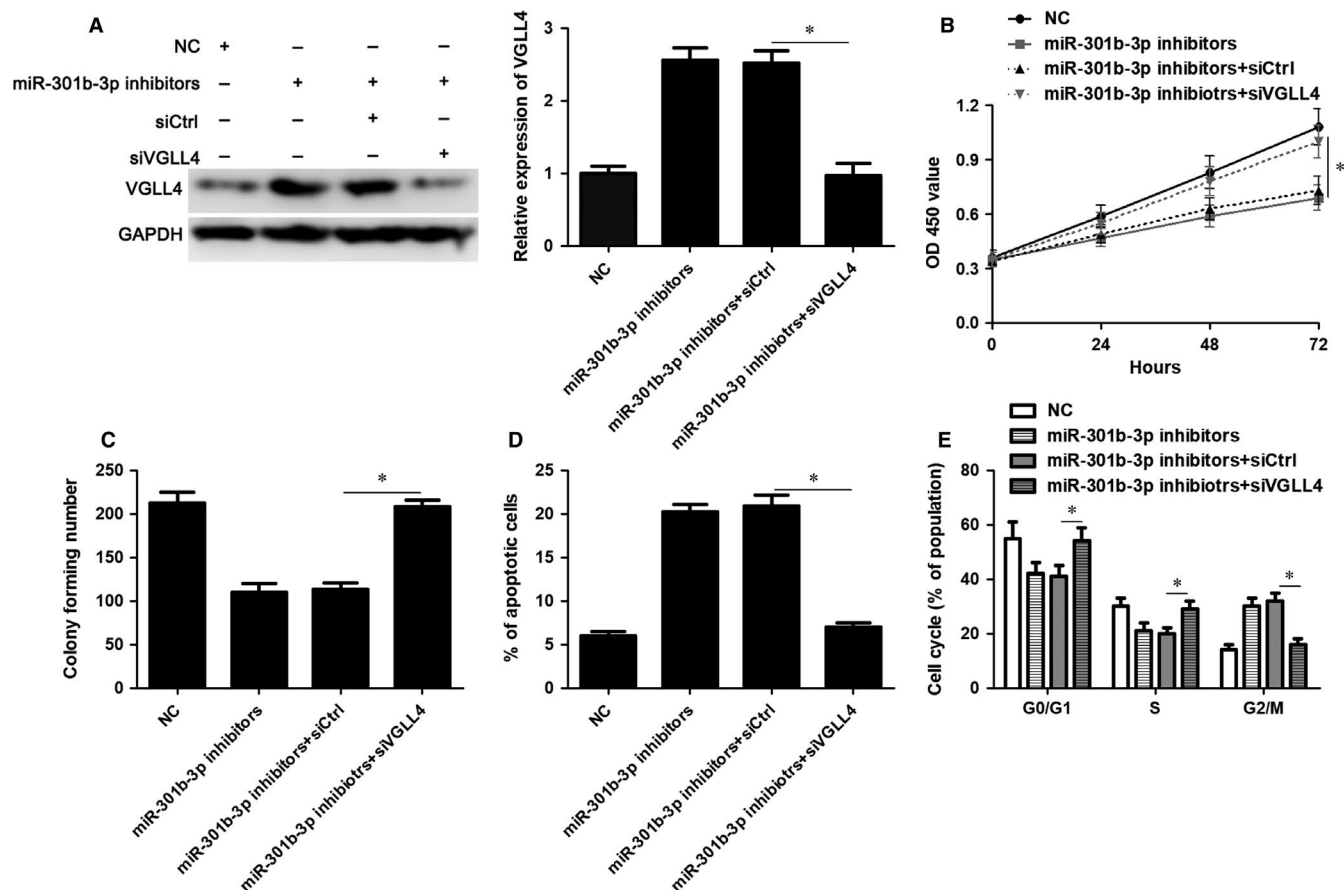 A
NC + – – –
miR-301b-3p inhibitors – + + +
siCtrl – – + –
siVGLL4 – – – +
VGLL4
GAPDH
Relative expression of VGLL4
3
2
1
0
*
NC
miR-301b-3p inhibitors
miR-301b-3p inhibitors+siCtrl
miR-301b-3p inhibiotrs+siVGLL4
B
NC
miR-301b-3p inhibitors
miR-301b-3p inhibitors+siCtrl
miR-301b-3p inhibiotrs+siVGLL4
OD 450 value
1.2
0.9
0.6
0.3
0.0
*
0 24 48 72
Hours
C
Colony forming number
250
200
150
100
50
0
*
NC
miR-301b-3p inhibitors
miR-301b-3p inhibitors+siCtrl
miR-301b-3p inhibiotrs+siVGLL4
D
% of apoptotic cells
25
20
15
10
5
0
*
NC
miR-301b-3p inhibitors
miR-301b-3p inhibitors+siCtrl
miR-301b-3p inhibiotrs+siVGLL4
E
NC
miR-301b-3p inhibitors
miR-301b-3p inhibitors+siCtrl
miR-301b-3p inhibiotrs+siVGLL4
Cell cycle (% of population)
80
60
40
20
0
* * *
G0/G1 S G2/M